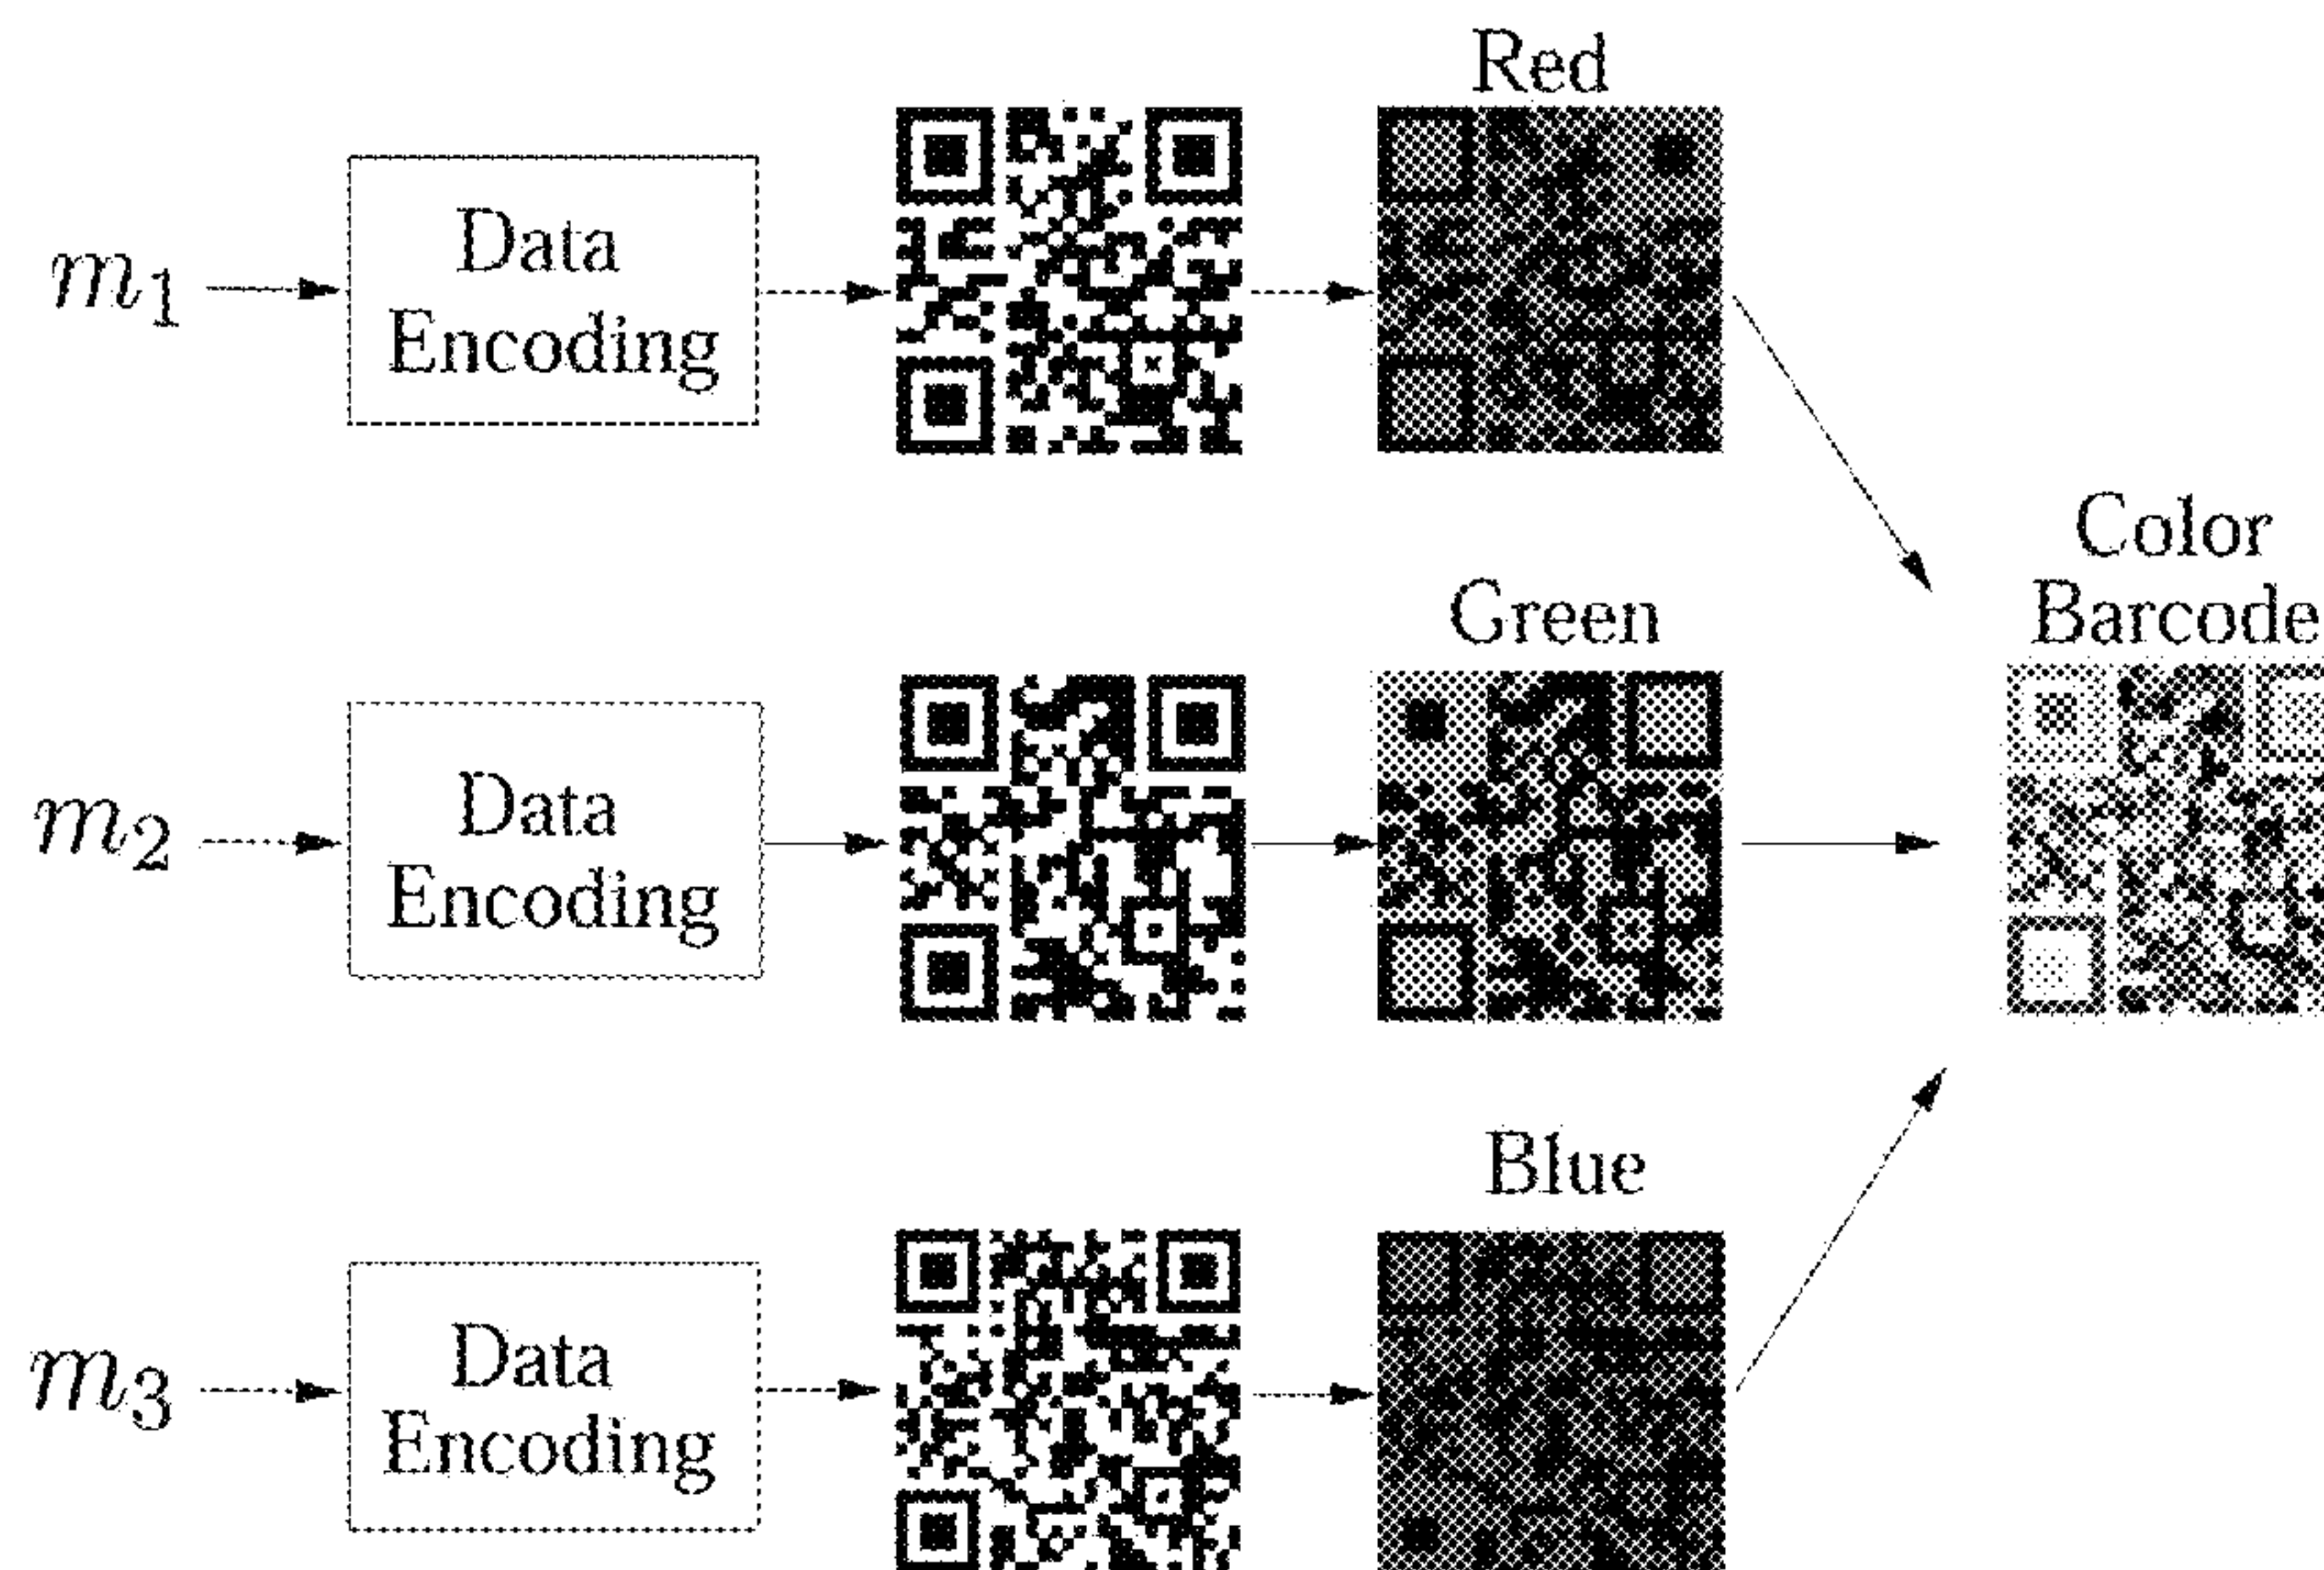 Red
m1
Data
Encoding
Color
Barcode
Green
m2
Data
Encoding
Blue
m3
Data
Encoding